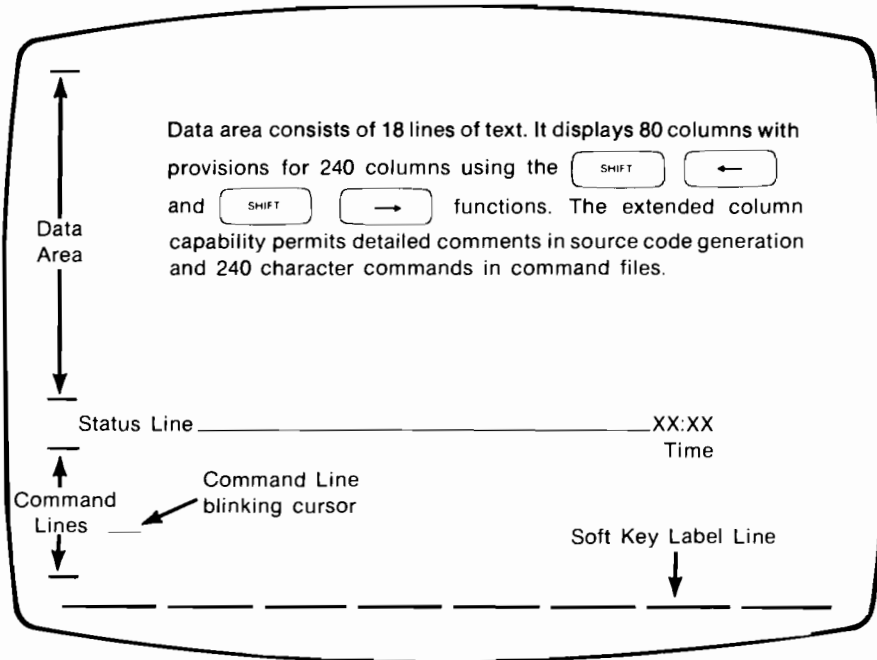 Data area consists of 18 lines of text. It displays 80 columns with
provisions for 240 columns using the SHIFT ←
and SHIFT → functions. The extended column
capability permits detailed comments in source code generation
and 240 character commands in command files.
Data
Area
Status Line XX:XX
Time
Command Line
blinking cursor
Command
Lines
Soft Key Label Line